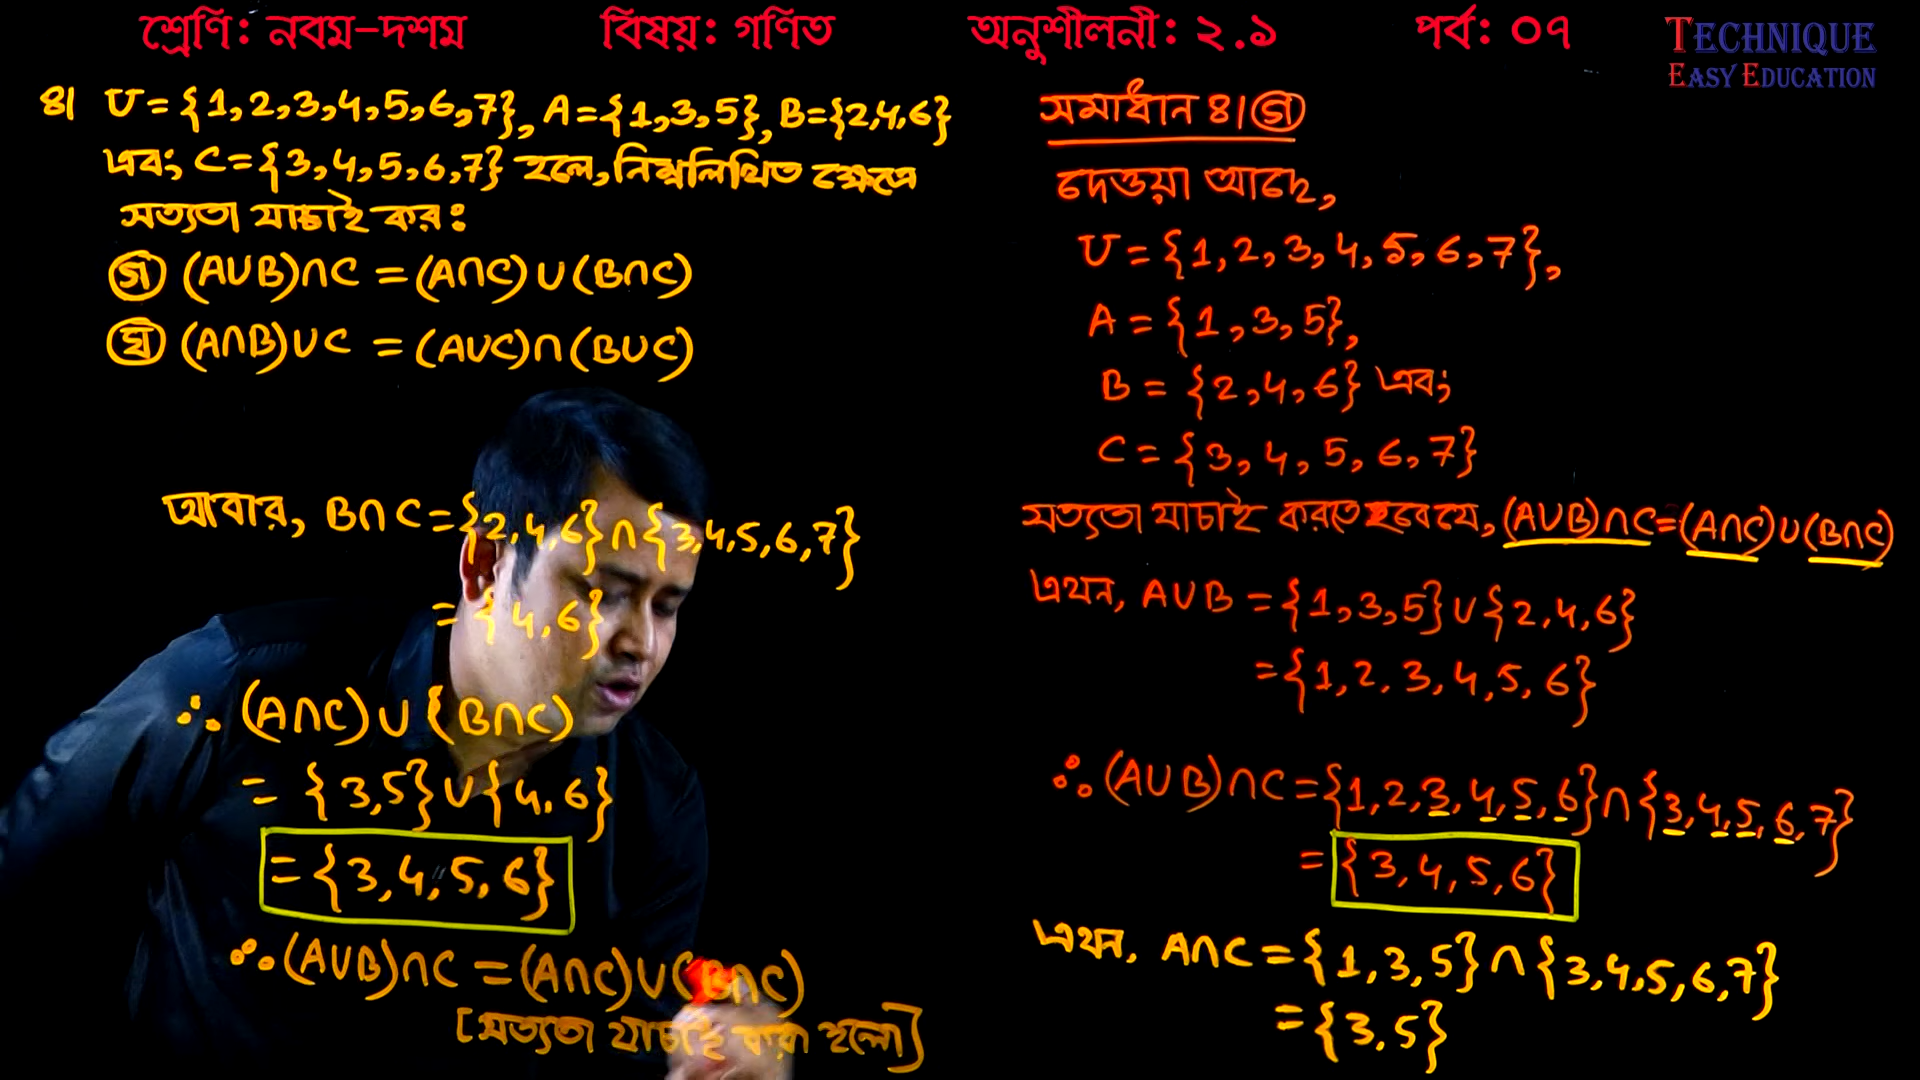 শ্রেণি: নবম-দশম বিষয়: গণিত অনুশীলনী: ২.১ পর্ব: ০৭
TECHNIQUE
EASY EDUCATION
৪। U = {1,2,3,4,5,6,7}, A={1,3,5}, B={2,4,6}
এবং C={3,4,5,6,7} হলে, নিম্নলিখিত ক্ষেত্রে
সত্যতা যাচাই কর:
গ (A∪B)∩C = (A∩C)∪(B∩C)
ঘ (A∩B)∪C = (A∪C)∩(B∪C)
আবার, B∩C={2,4,6}∩{3,4,5,6,7}
= {4,6}
∴ (A∩C)∪(B∩C)
= {3,5}∪{4,6}
= {3,4,5,6}
∴ (A∪B)∩C = (A∩C)∪(B∩C)
[সত্যতা যাচাই করা হলো]
সমাধান ৪।গ
দেওয়া আছে,
U = {1,2,3,4,5,6,7},
A = {1,3,5},
B = {2,4,6} এবং
C = {3,4,5,6,7}
সত্যতা যাচাই করতে হবে যে, (A∪B)∩C=(A∩C)∪(B∩C)
এখন, A∪B = {1,3,5}∪{2,4,6}
={1,2,3,4,5,6}
∴ (A∪B)∩C={1,2,3,4,5,6}∩{3,4,5,6,7}
= {3,4,5,6}
এখন, A∩C={1,3,5}∩{3,4,5,6,7}
={3,5}